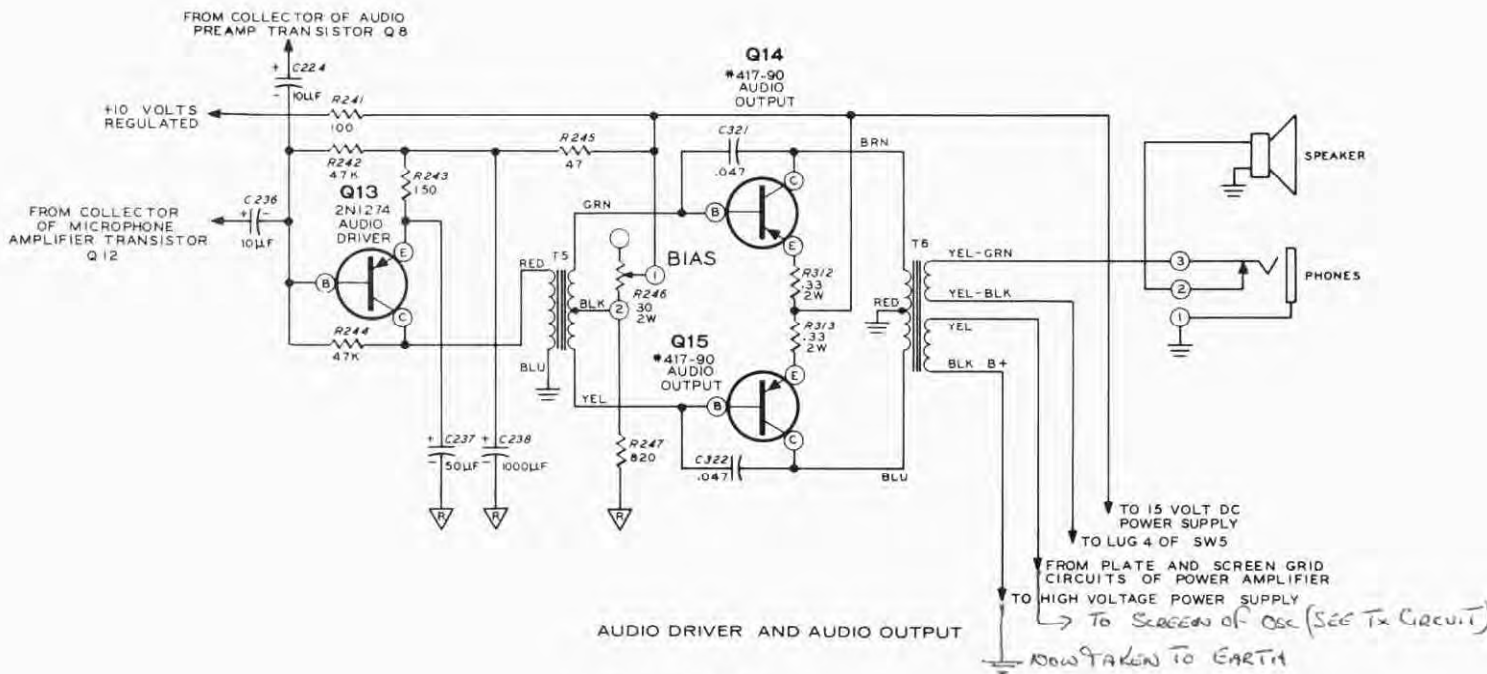 FROM COLLECTOR OF AUDIO
PREAMP TRANSISTOR Q8
+ C224
- 10µF
Q14
*417-90
AUDIO
OUTPUT
+10 VOLTS
REGULATED
R241
100
R242
47K
R243
150
R245
47
C321
.047
BRN
C
B
E
SPEAKER
C236
+ -
10µF
FROM COLLECTOR
OF MICROPHONE
AMPLIFIER TRANSISTOR
Q12
Q13
2N1274
AUDIO
DRIVER
E
B
C
GRN
RED
T5
BIAS
1
R246
30
2W
BLK
2
R312
.33
2W
R313
.33
2W
T6
RED
YEL-GRN
YEL-BLK
YEL
BLK B+
3
2
1
PHONES
R244
47K
BLU
Q15
*417-90
AUDIO
OUTPUT
YEL
B
E
C
+ C237
- 50µF
+ C238
- 1000µF
R247
820
C322
.047
BLU
R
R
R
TO 15 VOLT DC
POWER SUPPLY
TO LUG 4 OF SW5
FROM PLATE AND SCREEN GRID
CIRCUITS OF POWER AMPLIFIER
TO HIGH VOLTAGE POWER SUPPLY
TO SCREEN OF OSC (SEE TX CIRCUIT)
AUDIO DRIVER AND AUDIO OUTPUT
NOW TAKEN TO EARTH